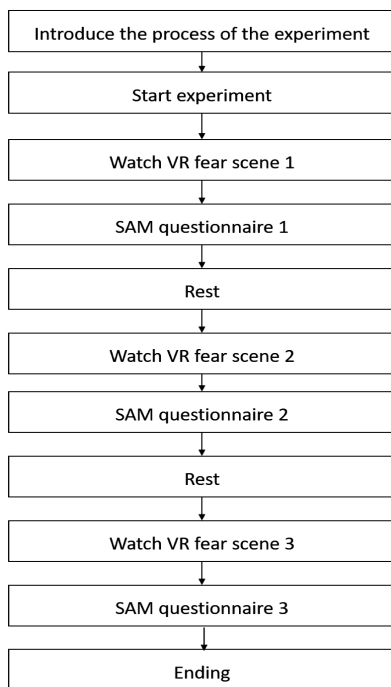 Introduce the process of the experiment
Start experiment
Watch VR fear scene 1
SAM questionnaire 1
Rest
Watch VR fear scene 2
SAM questionnaire 2
Rest
Watch VR fear scene 3
SAM questionnaire 3
Ending